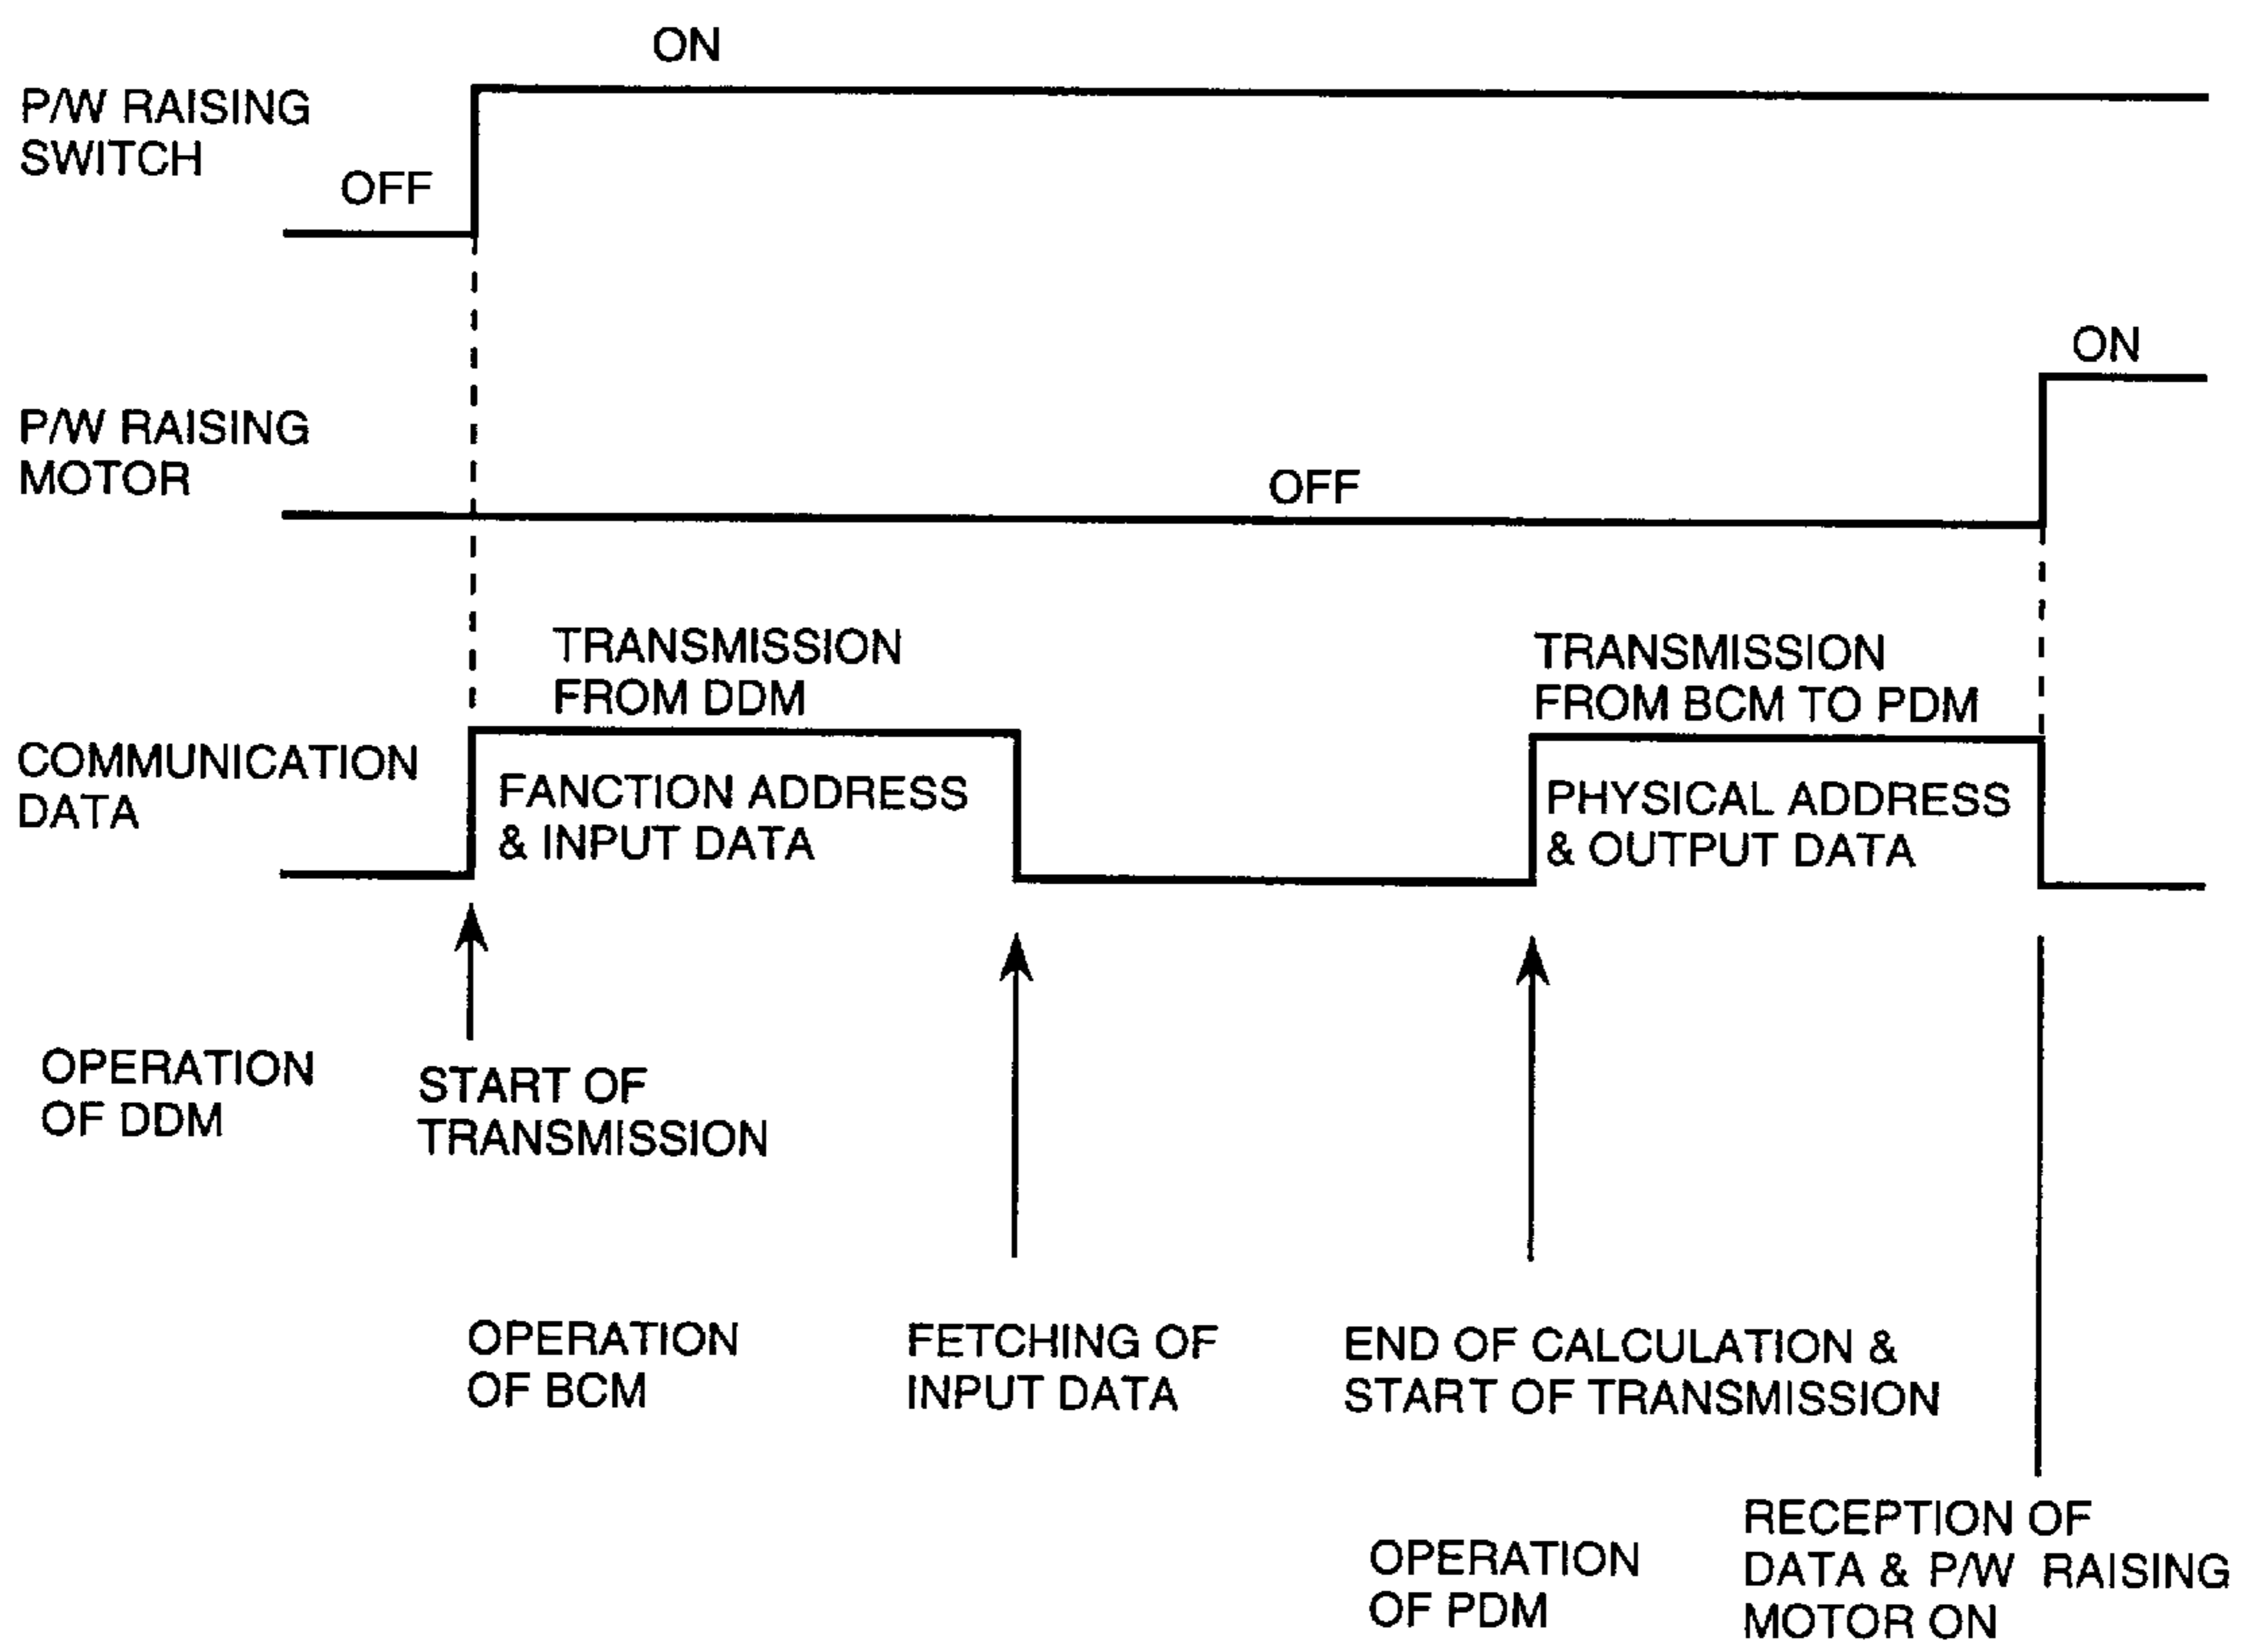 ON
P/W RAISING
SWITCH
OFF
ON
P/W RAISING
MOTOR
OFF
TRANSMISSION
FROM DDM
TRANSMISSION
FROM BCM TO PDM
COMMUNICATION
DATA
FANCTION ADDRESS
& INPUT DATA
PHYSICAL ADDRESS
& OUTPUT DATA
OPERATION
OF DDM
START OF
TRANSMISSION
OPERATION
OF BCM
FETCHING OF
INPUT DATA
END OF CALCULATION &
START OF TRANSMISSION
OPERATION
OF PDM
RECEPTION OF
DATA & P/W RAISING
MOTOR ON